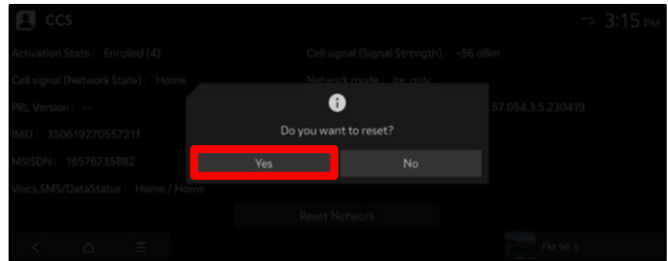 CCS
3:15 PM
Activation State : Enrolled (4)
Cell signal (Signal Strength) : -56 dBm
Cell signal (Network State) : Home
Network mode : lte_only
PRL Version : --
.57.054.3.5.230419
IMEI : 350619270557211
Do you want to reset?
MSISDN : 16576735882
Yes
No
Voics,SMS/DataStatus : Home / Home
Reset Network
FM 96.5